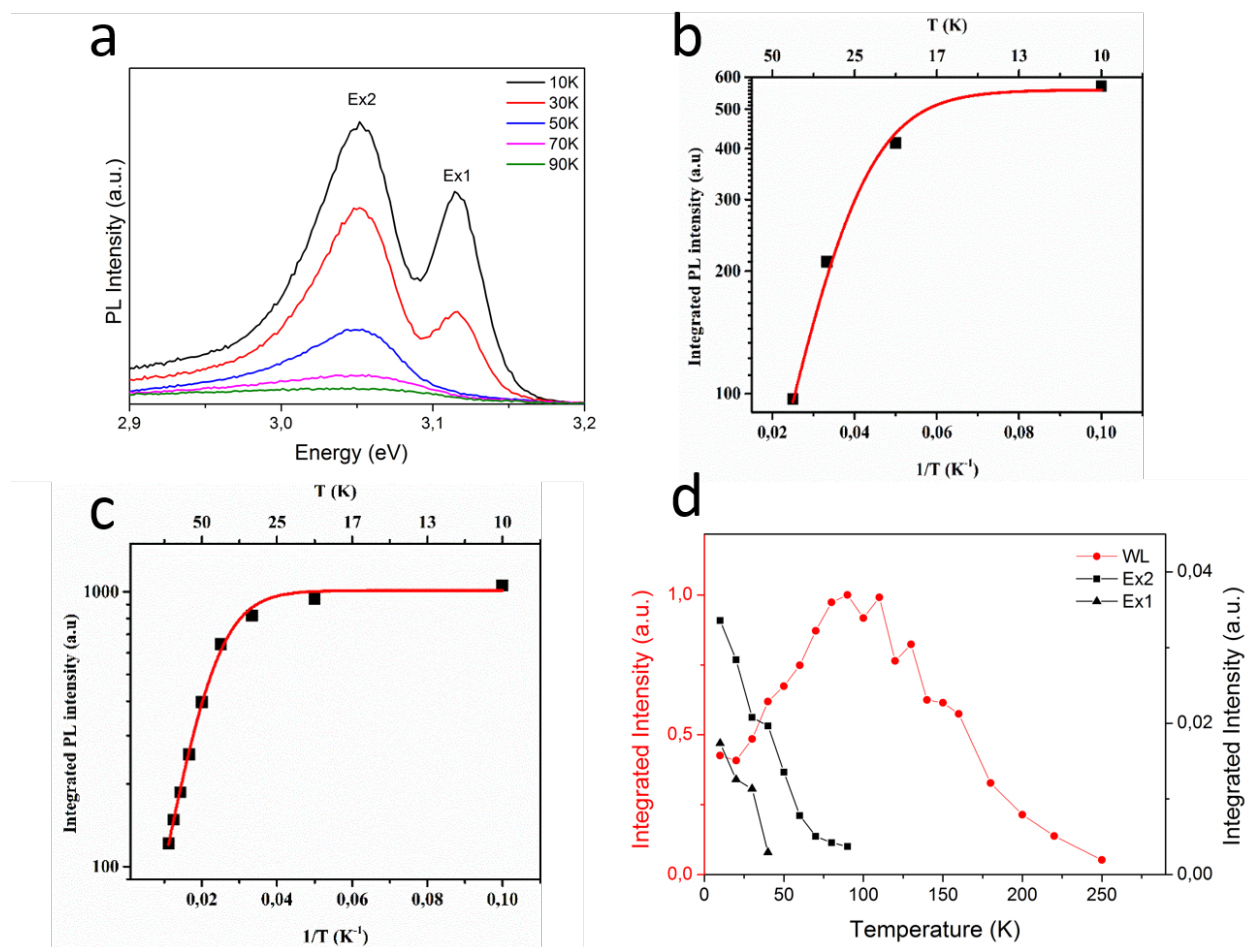 a
PL Intensity (a.u.)
Ex2
Ex1
10K
30K
50K
70K
90K
2,9 3,0 3,1 3,2
Energy (eV)
b
T (K)
50 25 17 13 10
Integrated PL intensity (a.u)
600
500
400
300
200
100
0,02 0,04 0,06 0,08 0,10
1/T (K⁻¹)
c
T (K)
50 25 17 13 10
Integrated PL intensity (a.u)
1000
100
0,02 0,04 0,06 0,08 0,10
1/T (K⁻¹)
d
WL
Ex2
Ex1
Integrated Intensity (a.u.)
1,0
0,5
0,0
Integrated Intensity (a.u.)
0,04
0,02
0,00
0 50 100 150 200 250
Temperature (K)